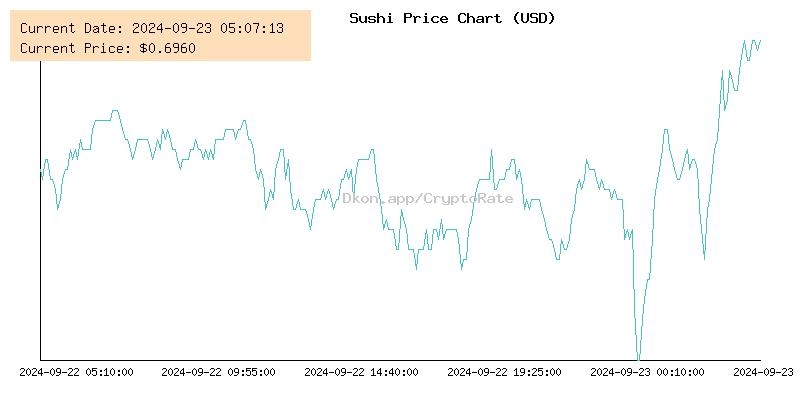 Sushi Price Chart (USD)
Current Date: 2024-09-23 05:07:13
Current Price: $0.6960
Dkon.app/CryptoRate
2024-09-22 05:10:00 2024-09-22 09:55:00 2024-09-22 14:40:00 2024-09-22 19:25:00 2024-09-23 00:10:00 2024-09-23